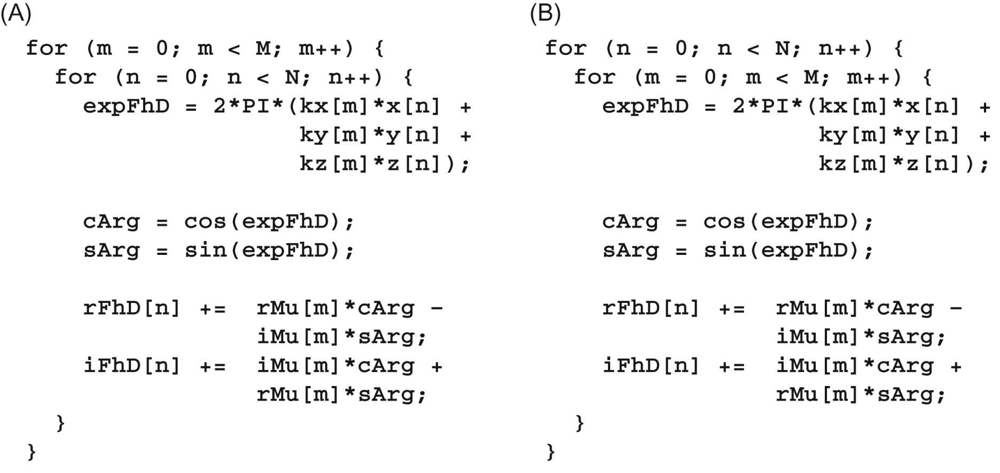 (A)
for (m = 0; m < M; m++) {
  for (n = 0; n < N; n++) {
    expFhD = 2*PI*(kx[m]*x[n] +
                   ky[m]*y[n] +
                   kz[m]*z[n]);
    cArg = cos(expFhD);
    sArg = sin(expFhD);
    rFhD[n] += rMu[m]*cArg –
               iMu[m]*sArg;
    iFhD[n] += iMu[m]*cArg +
               rMu[m]*sArg;
  }
}
(B)
for (n = 0; n < N; n++) {
  for (m = 0; m < M; m++) {
    expFhD = 2*PI*(kx[m]*x[n] +
                   ky[m]*y[n] +
                   kz[m]*z[n]);
    cArg = cos(expFhD);
    sArg = sin(expFhD);
    rFhD[n] += rMu[m]*cArg –
               iMu[m]*sArg;
    iFhD[n] += iMu[m]*cArg +
               rMu[m]*sArg;
  }
}